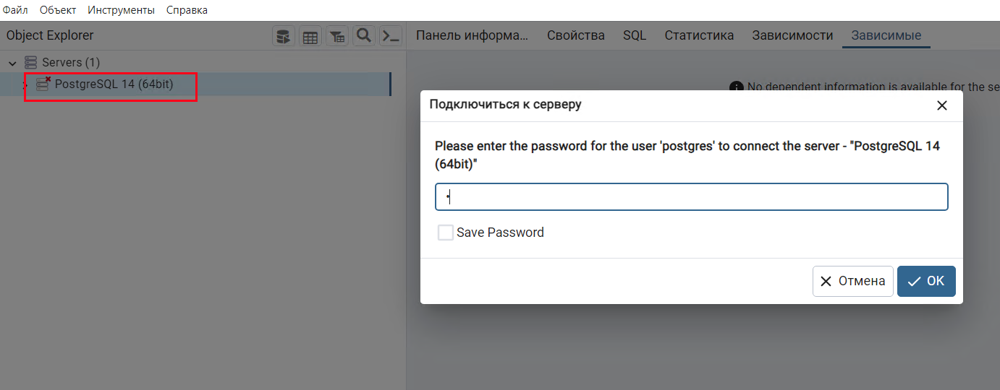 Файл Объект Инструменты Справка
Object Explorer
Панель информа... Свойства SQL Статистика Зависимости Зависимые
Servers (1)
PostgreSQL 14 (64bit)
No dependent information is available for the se
Подключиться к серверу
Please enter the password for the user 'postgres' to connect the server - "PostgreSQL 14
(64bit)"
•
Save Password
Отмена OK